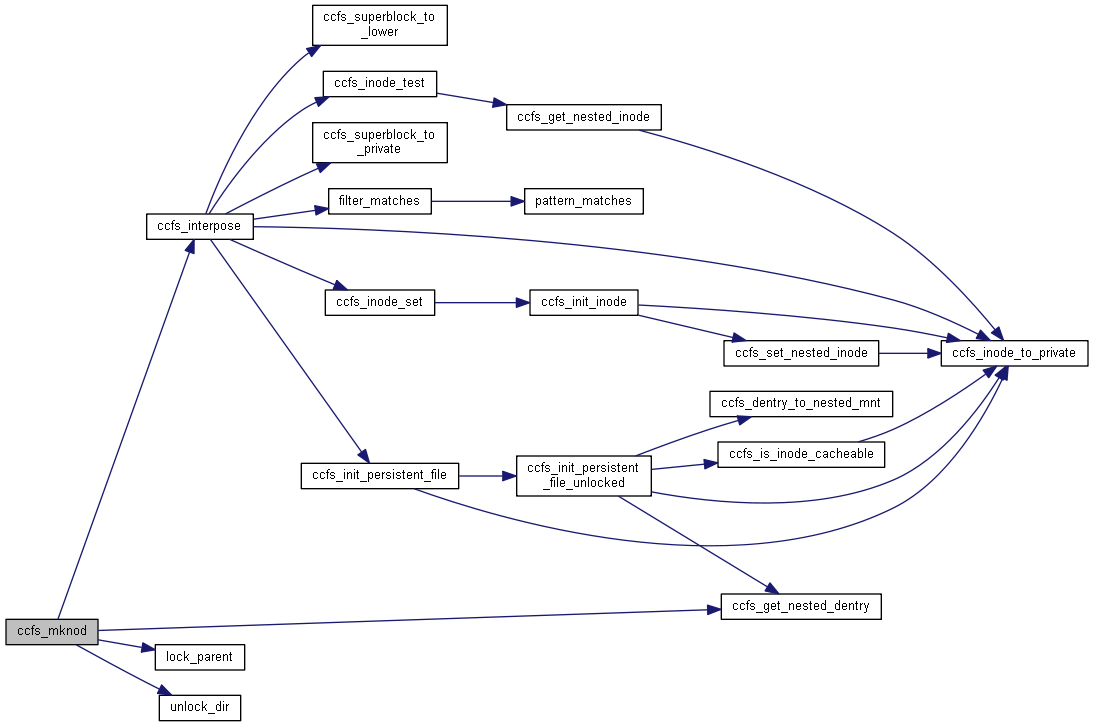 ccfs_superblock_to
_lower
ccfs_inode_test
ccfs_get_nested_inode
ccfs_superblock_to
_private
filter_matches
pattern_matches
ccfs_interpose
ccfs_inode_set
ccfs_init_inode
ccfs_set_nested_inode
ccfs_inode_to_private
ccfs_dentry_to_nested_mnt
ccfs_is_inode_cacheable
ccfs_init_persistent_file
ccfs_init_persistent
_file_unlocked
ccfs_get_nested_dentry
ccfs_mknod
lock_parent
unlock_dir